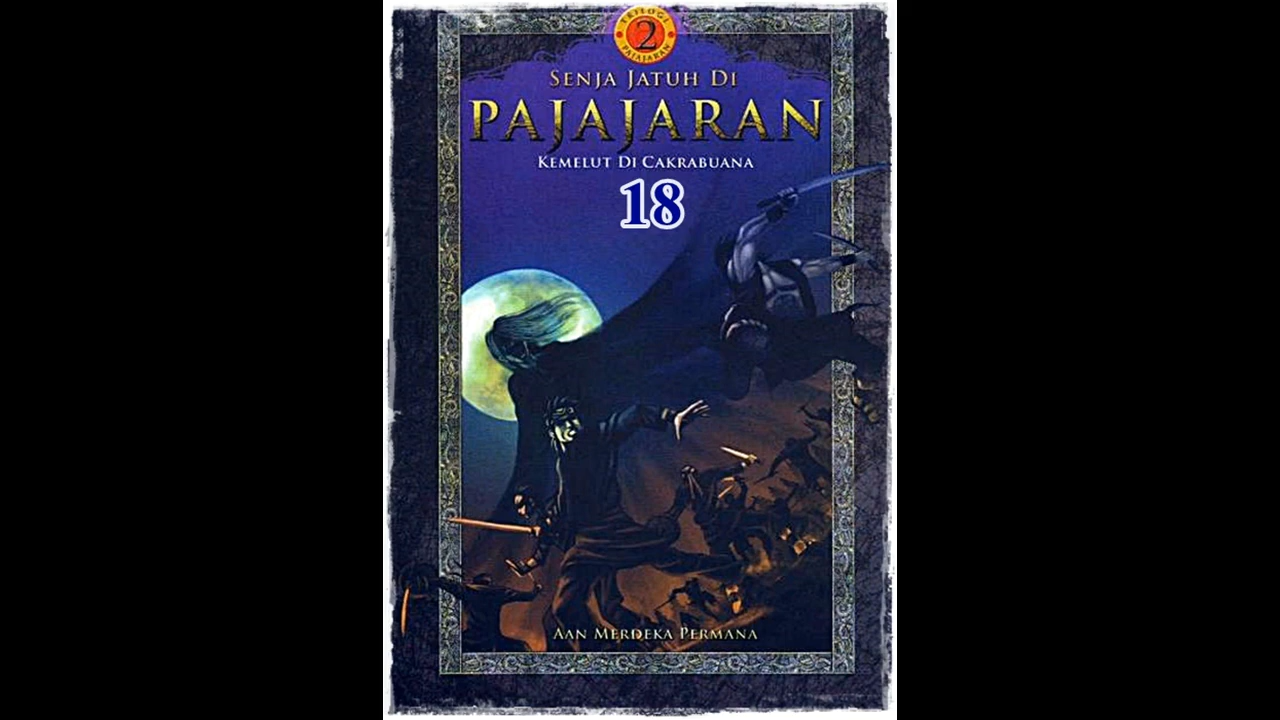 TRILOGI
2
PAJAJARAN
SENJA JATUH DI
PAJAJARAN
KEMELUT DI CAKRABUANA
18
AAN MERDEKA PERMANA